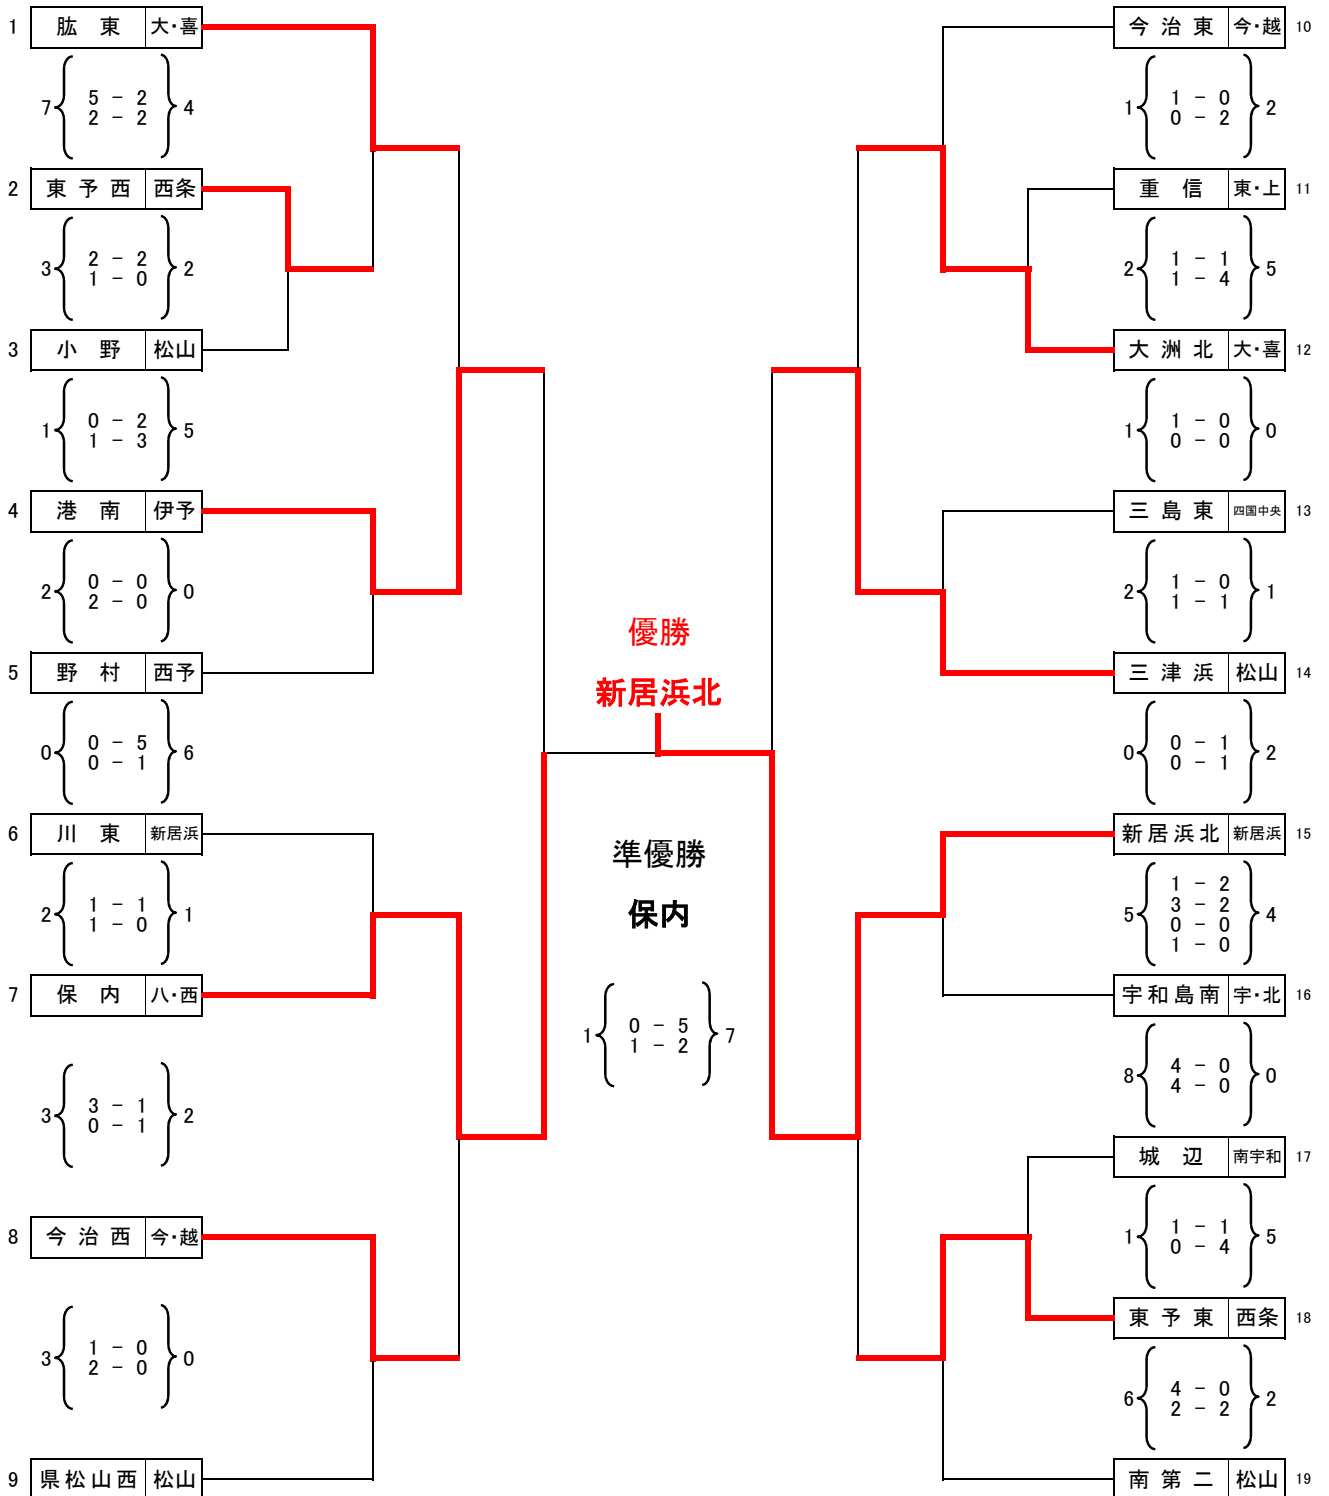 1 肱東 大・喜
7 5 - 2 4
2 - 2
2 東予西 西条
3 2 - 2 2
1 - 0
3 小野 松山
1 0 - 2 5
1 - 3
4 港南 伊予
2 0 - 0 0
2 - 0
5 野村 西予
0 0 - 5 6
0 - 1
6 川東 新居浜
2 1 - 1 1
1 - 0
7 保内 八・西
3 3 - 1 2
0 - 1
8 今治西 今・越
3 1 - 0 0
2 - 0
9 県松山西 松山
優勝
新居浜北
準優勝
保内
1 0 - 5 7
1 - 2
今治東 今・越 10
1 1 - 0 2
0 - 2
重信 東・上 11
2 1 - 1 5
1 - 4
大洲北 大・喜 12
1 1 - 0 0
0 - 0
三島東 四国中央 13
2 1 - 0 1
1 - 1
三津浜 松山 14
0 0 - 1 2
0 - 1
新居浜北 新居浜 15
1 - 2
5 3 - 2 4
0 - 0
1 - 0
宇和島南 宇・北 16
8 4 - 0 0
4 - 0
城辺 南宇和 17
1 1 - 1 5
0 - 4
東予東 西条 18
6 4 - 0 2
2 - 2
南第二 松山 19